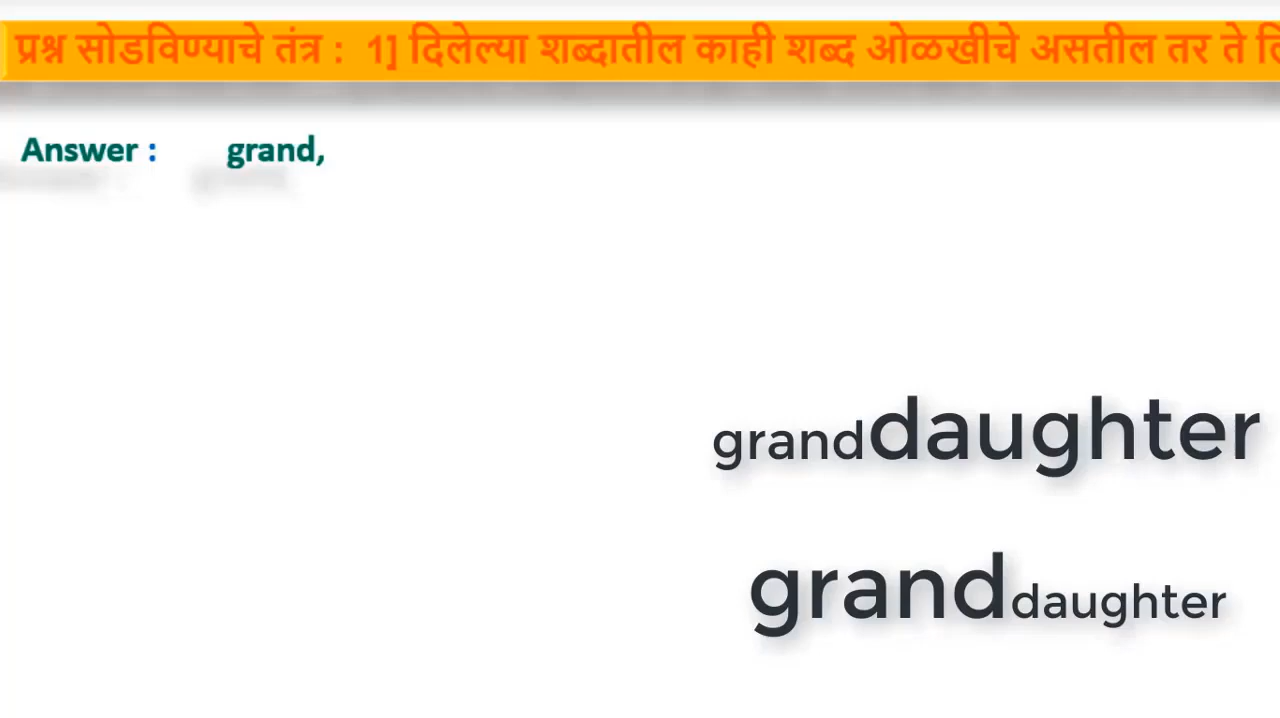 प्रश्न सोडविण्याचे तंत्र : 1] दिलेल्या शब्दातील काही शब्द ओळखीचे असतील तर ते
Answer : grand,
granddaughter
granddaughter